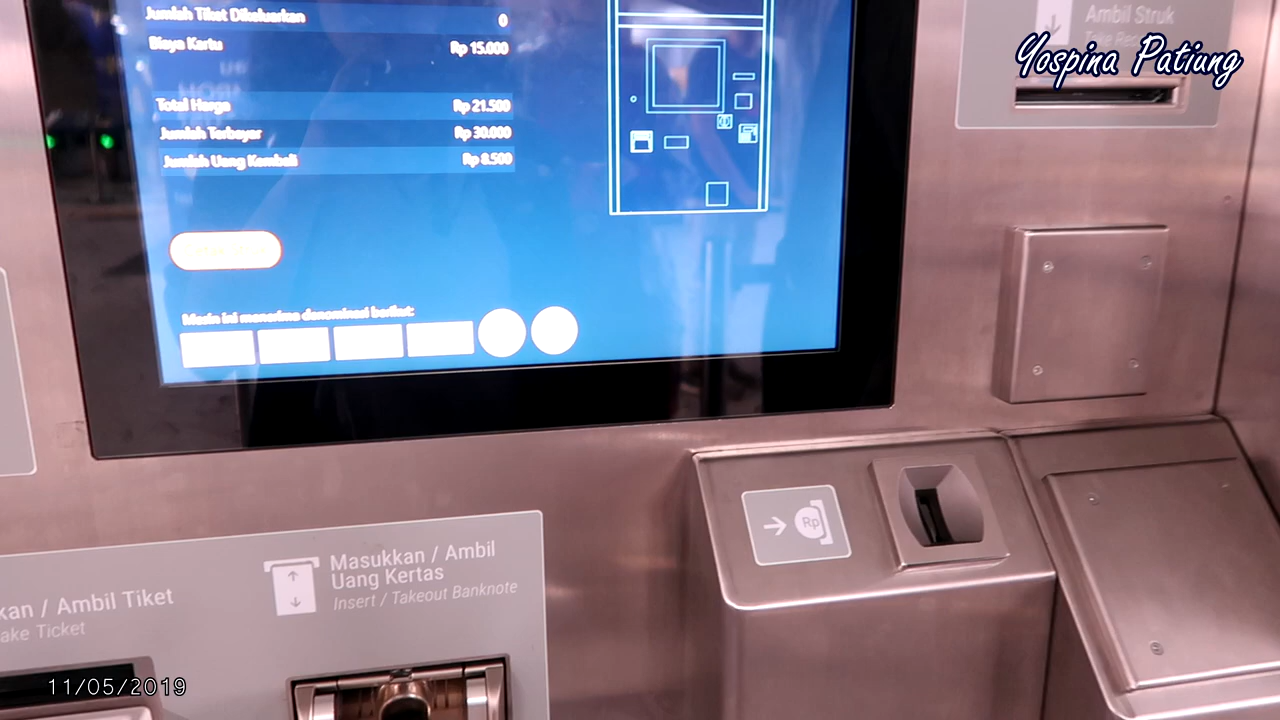 Jumlah Tiket Dikeluarkan 0
Biaya Kartu Rp 15.000
Total Harga Rp 21.500
Jumlah Terbayar Rp 30.000
Jumlah Uang Kembali Rp 8.500
Mesin ini menerima denominasi berikut:
Ambil Struk
Take
Yospina Patiung
Rp
Masukkan / Ambil
Uang Kertas
Insert / Takeout Banknote
/ Ambil Tiket
Ticket
11/05/2019